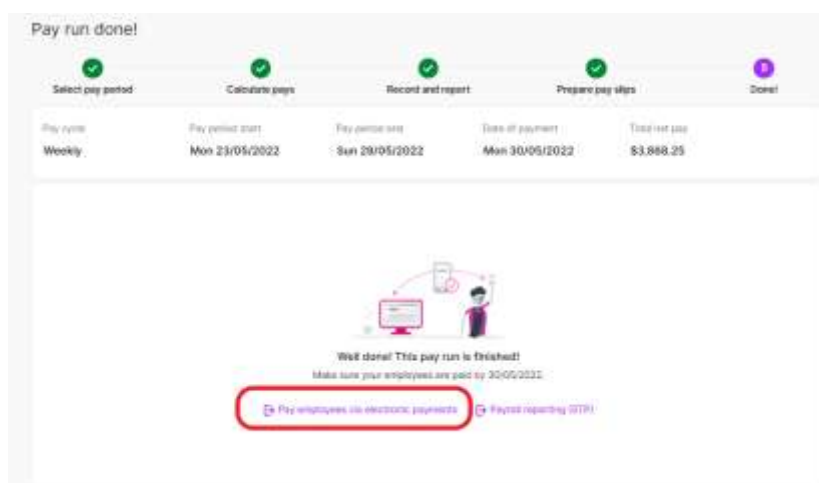 Pay run done!
5
Select pay period Calculate pays Record and report Prepare pay slips Done!
Pay cycle Pay period start Pay period end Date of payment Total net pay
Weekly Mon 23/05/2022 Sun 29/05/2022 Mon 30/05/2022 $3,868.25
Well done! This pay run is finished!
Make sure your employees are paid by 30/05/2022.
Pay employees via electronic payments Payroll reporting (STP)